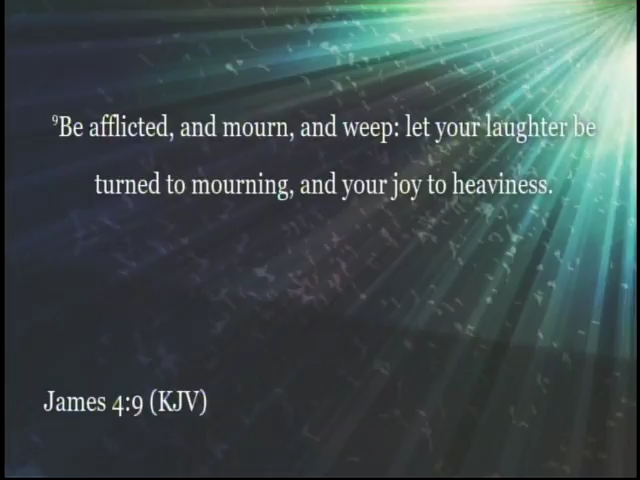 ⁹Be afflicted, and mourn, and weep: let your laughter be
turned to mourning, and your joy to heaviness.
James 4:9 (KJV)